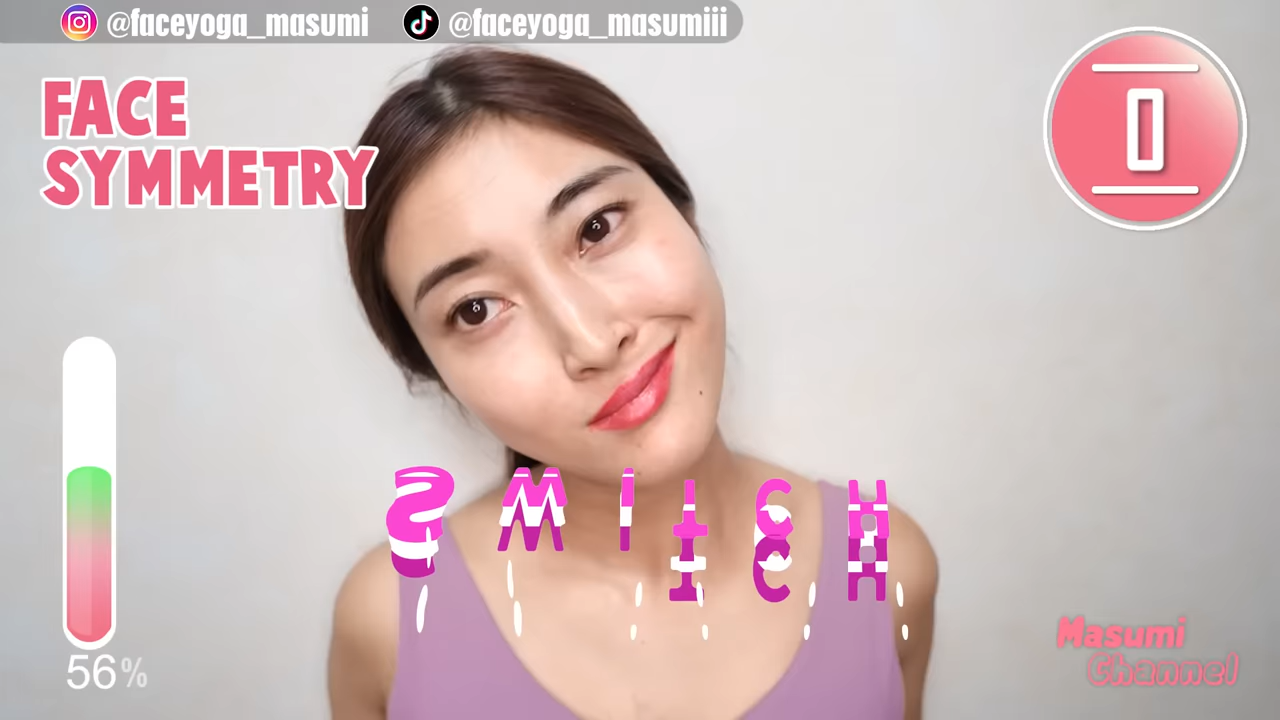 @faceyoga_masumi @faceyoga_masumiii
FACE
SYMMETRY
0
SWITCH
56%
Masumi
Channel